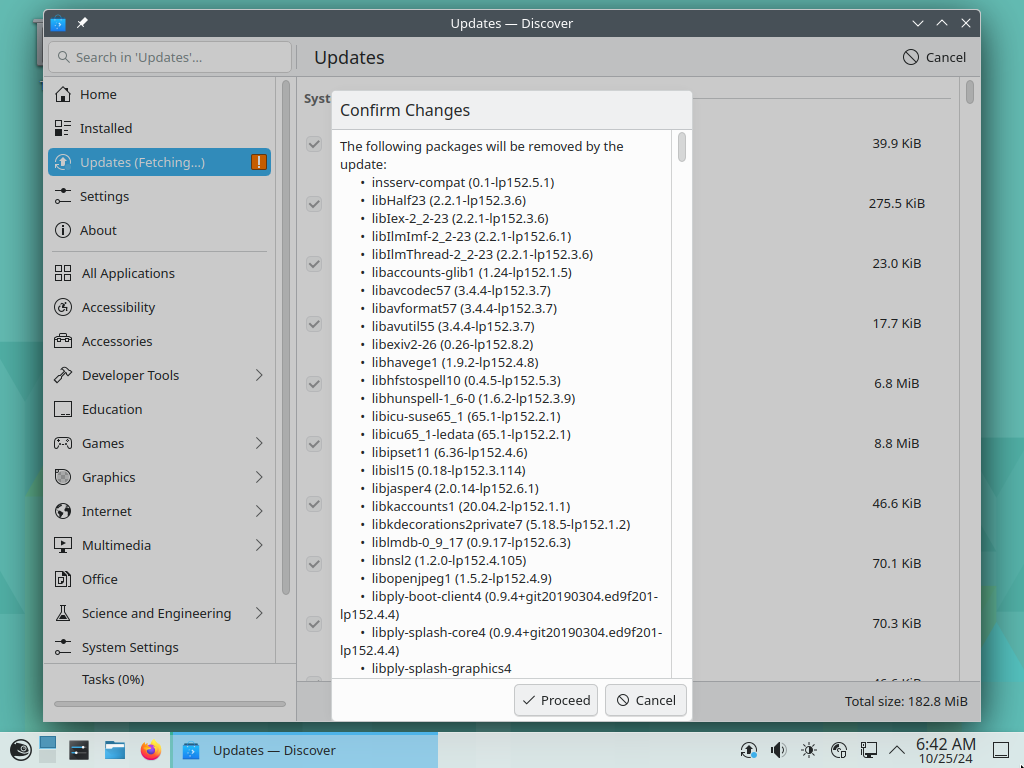 Updates — Discover
Search in 'Updates'...
Updates
Cancel
Home
Installed
Updates (Fetching...)
Settings
About
All Applications
Accessibility
Accessories
Developer Tools
Education
Games
Graphics
Internet
Multimedia
Office
Science and Engineering
System Settings
Tasks (0%)
Syst
39.9 KiB
275.5 KiB
23.0 KiB
17.7 KiB
6.8 MiB
8.8 MiB
46.6 KiB
70.1 KiB
70.3 KiB
Total size: 182.8 MiB
Confirm Changes
The following packages will be removed by the
update:
• insserv-compat (0.1-lp152.5.1)
• libHalf23 (2.2.1-lp152.3.6)
• libIex-2_2-23 (2.2.1-lp152.3.6)
• libIlmImf-2_2-23 (2.2.1-lp152.6.1)
• libIlmThread-2_2-23 (2.2.1-lp152.3.6)
• libaccounts-glib1 (1.24-lp152.1.5)
• libavcodec57 (3.4.4-lp152.3.7)
• libavformat57 (3.4.4-lp152.3.7)
• libavutil55 (3.4.4-lp152.3.7)
• libexiv2-26 (0.26-lp152.8.2)
• libhavege1 (1.9.2-lp152.4.8)
• libhfstospell10 (0.4.5-lp152.5.3)
• libhunspell-1_6-0 (1.6.2-lp152.3.9)
• libicu-suse65_1 (65.1-lp152.2.1)
• libicu65_1-ledata (65.1-lp152.2.1)
• libipset11 (6.36-lp152.4.6)
• libisl15 (0.18-lp152.3.114)
• libjasper4 (2.0.14-lp152.6.1)
• libkaccounts1 (20.04.2-lp152.1.1)
• libkdecorations2private7 (5.18.5-lp152.1.2)
• liblmdb-0_9_17 (0.9.17-lp152.6.3)
• libnsl2 (1.2.0-lp152.4.105)
• libopenjpeg1 (1.5.2-lp152.4.9)
• libply-boot-client4 (0.9.4+git20190304.ed9f201-
lp152.4.4)
• libply-splash-core4 (0.9.4+git20190304.ed9f201-
lp152.4.4)
• libply-splash-graphics4
Proceed
Cancel
Updates — Discover
6:42 AM
10/25/24